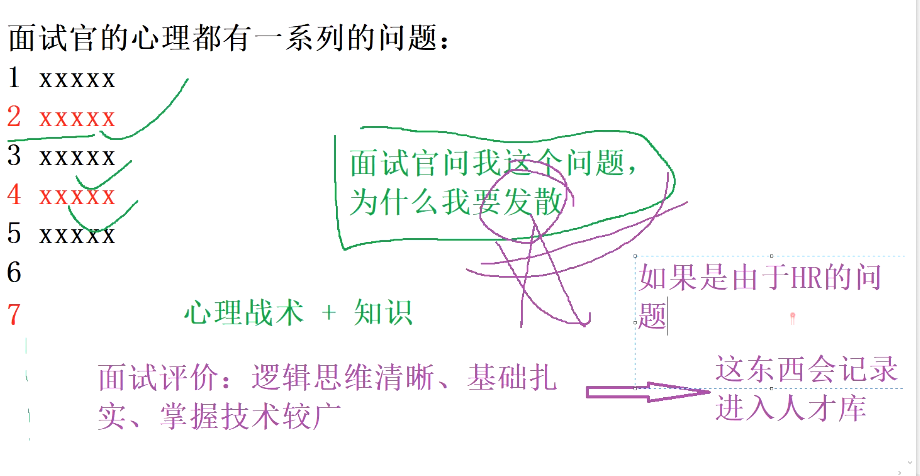 面试官的心理都有一系列的问题：
1 xxxxx
2 xxxxx
3 xxxxx
4 xxxxx
5 xxxxx
6
7
面试官问我这个问题，
为什么我要发散
心理战术 + 知识
如果是由于HR的问
题
面试评价：逻辑思维清晰、基础扎
实、掌握技术较广
这东西会记录
进入人才库